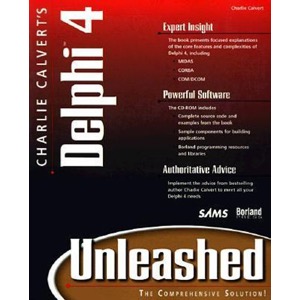 Charlie Calvert
CHARLIE CALVERT'S
Delphi™ 4
Expert Insight
The book presents focused explanations
of the core features and complexities of
Delphi 4, including
MIDAS
CORBA
COM/DCOM
Powerful Software
The CD-ROM includes
Complete source code and examples
from the book
Sample components for building
applications
Borland programming resources
and libraries
Authoritative Advice
Implement the advice from bestselling
author Charlie Calvert to meet all your
Delphi 4 needs
SAMS
Borland
PRESS
Unleashed
THE COMPREHENSIVE SOLUTION!